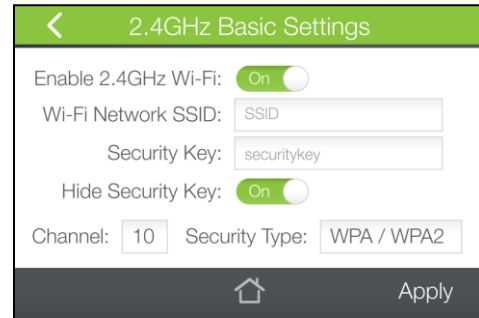 2.4GHz Basic Settings
Enable 2.4GHz Wi-Fi: On
Wi-Fi Network SSID: SSID
Security Key: securitykey
Hide Security Key: On
Channel: 10 Security Type: WPA / WPA2
Apply